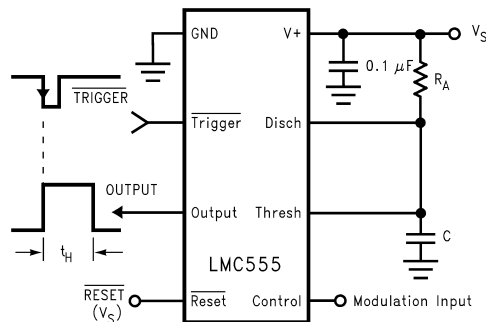 GND V+ V_S
0.1 μF R_A
TRIGGER
Trigger Disch
OUTPUT
Output Thresh
t_H C
LMC555
RESET
(V_S)
Reset Control Modulation Input